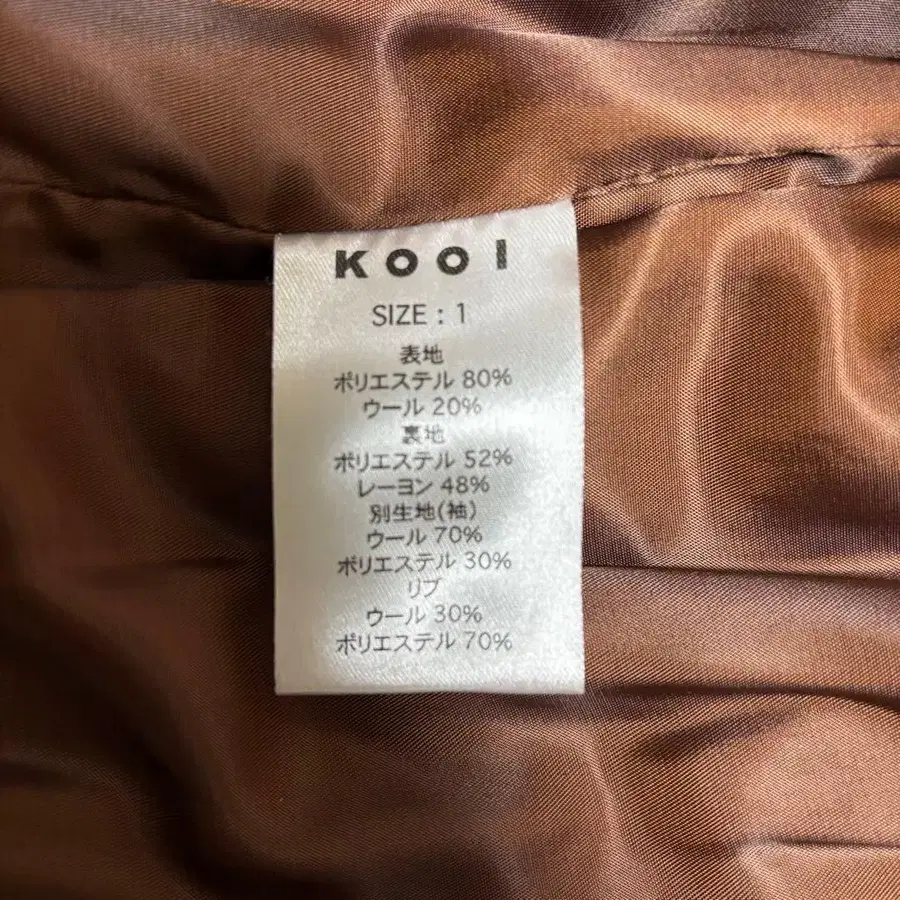 KOOI
SIZE : 1
表地
ポリエステル 80%
ウール 20%
裏地
ポリエステル 52%
レーヨン 48%
別生地(袖)
ウール 70%
ポリエステル 30%
リブ
ウール 30%
ポリエステル 70%